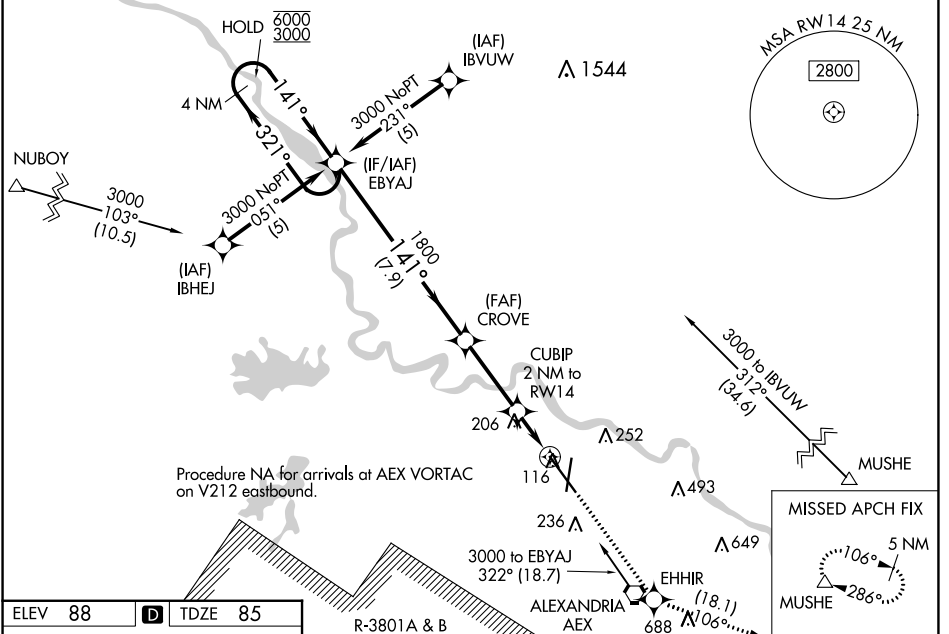 HOLD
6000
3000
4 NM
141°
321°
(IAF)
IBVUW
3000 NoPT
231°
(5)
1544
MSA RW14 25 NM
2800
NUBOY
3000
103°
(10.5)
3000 NoPT
051°
(5)
(IAF)
IBHEJ
(IF/IAF)
EBYAJ
1800
141°
(7.9)
(FAF)
CROVE
CUBIP
2 NM to
RW14
206
252
116
493
236
649
3000 to IBVUW
312°
(34.6)
MUSHE
Procedure NA for arrivals at AEX VORTAC
on V212 eastbound.
3000 to EBYAJ
322° (18.7)
ALEXANDRIA
AEX
EHHIR
(18.1)
106°
688
R-3801A & B
MISSED APCH FIX
5 NM
106°
286°
MUSHE
ELEV 88 D TDZE 85